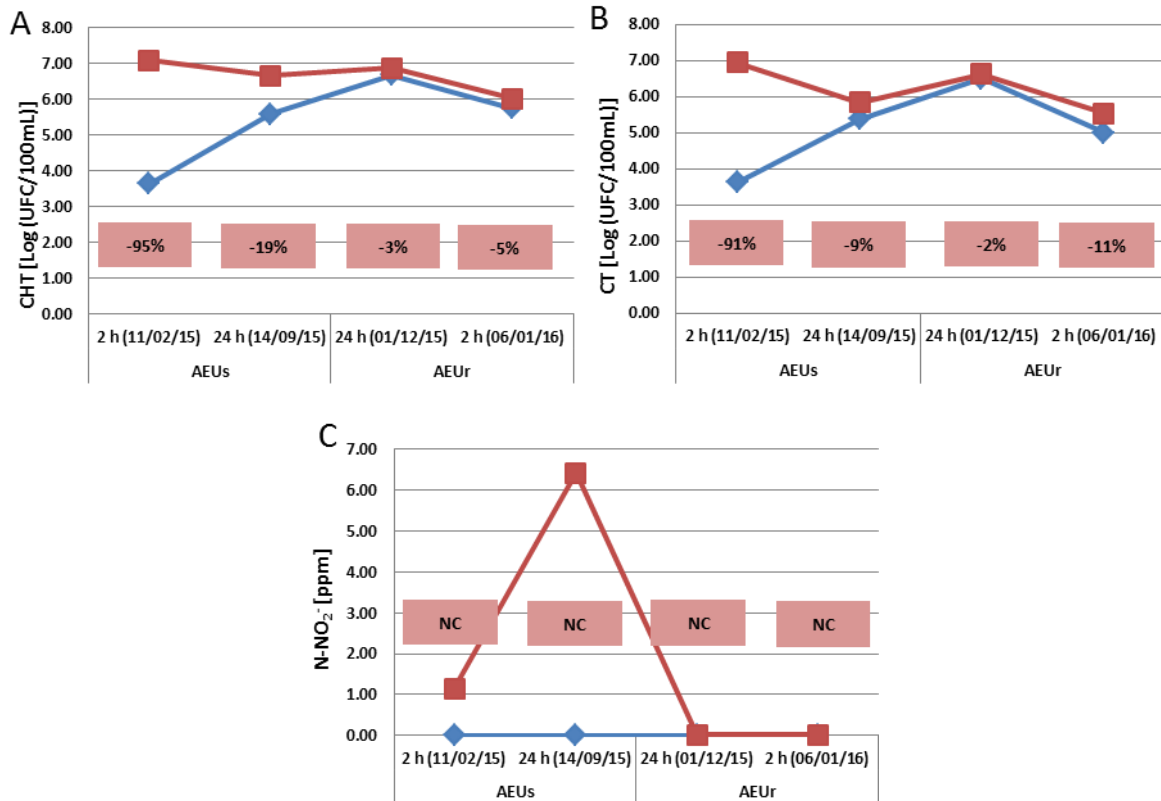 A
CHT [Log (UFC/100mL)]
8.00
7.00
6.00
5.00
4.00
3.00
2.00
1.00
0.00
-95% -19% -3% -5%
2 h (11/02/15) 24 h (14/09/15) 24 h (01/12/15) 2 h (06/01/16)
AEUs AEUr
B
CT [Log (UFC/100mL)]
8.00
7.00
6.00
5.00
4.00
3.00
2.00
1.00
0.00
-91% -9% -2% -11%
2 h (11/02/15) 24 h (14/09/15) 24 h (01/12/15) 2 h (06/01/16)
AEUs AEUr
C
N-NO₂⁻ [ppm]
7.00
6.00
5.00
4.00
3.00
2.00
1.00
0.00
NC NC NC NC
2 h (11/02/15) 24 h (14/09/15) 24 h (01/12/15) 2 h (06/01/16)
AEUs AEUr